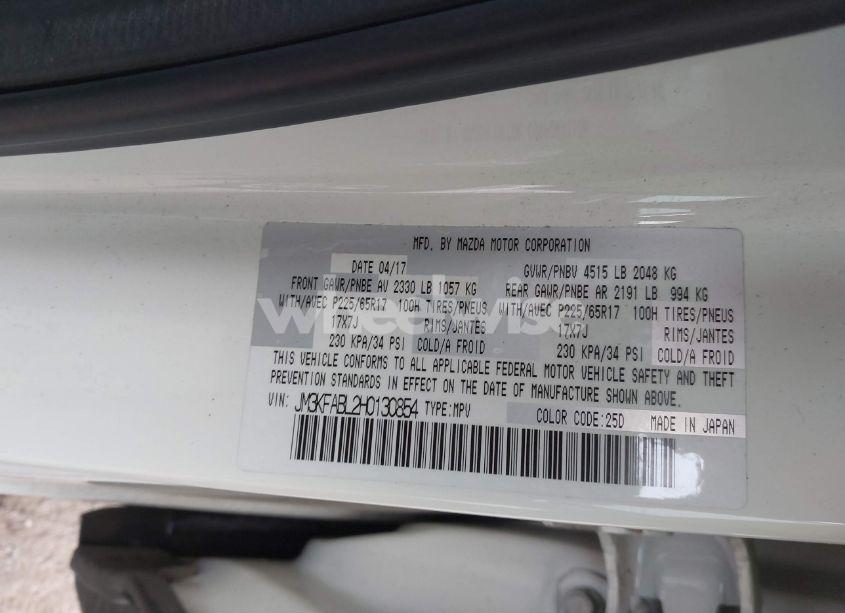 MFD. BY MAZDA MOTOR CORPORATION
DATE 04/17 GVWR/PNBV 4515 LB 2048 KG
FRONT GAWR/PNBE AV 2330 LB 1057 KG REAR GAWR/PNBE AR 2191 LB 994 KG
WITH/AVEC P225/65R17 100H TIRES/PNEUS WITH/AVEC P225/65R17 100H TIRES/PNEUS
17X7J RIMS/JANTES 17X7J RIMS/JANTES
230 KPA/34 PSI COLD/A FROID 230 KPA/34 PSI COLD/A FROID
wheelwise
THIS VEHICLE CONFORMS TO ALL APPLICABLE FEDERAL MOTOR VEHICLE SAFETY AND THEFT
PREVENTION STANDARDS IN EFFECT ON THE DATE OF MANUFACTURE SHOWN ABOVE.
VIN: JM3KFABL2H0130854 TYPE:MPV COLOR CODE:25D MADE IN JAPAN